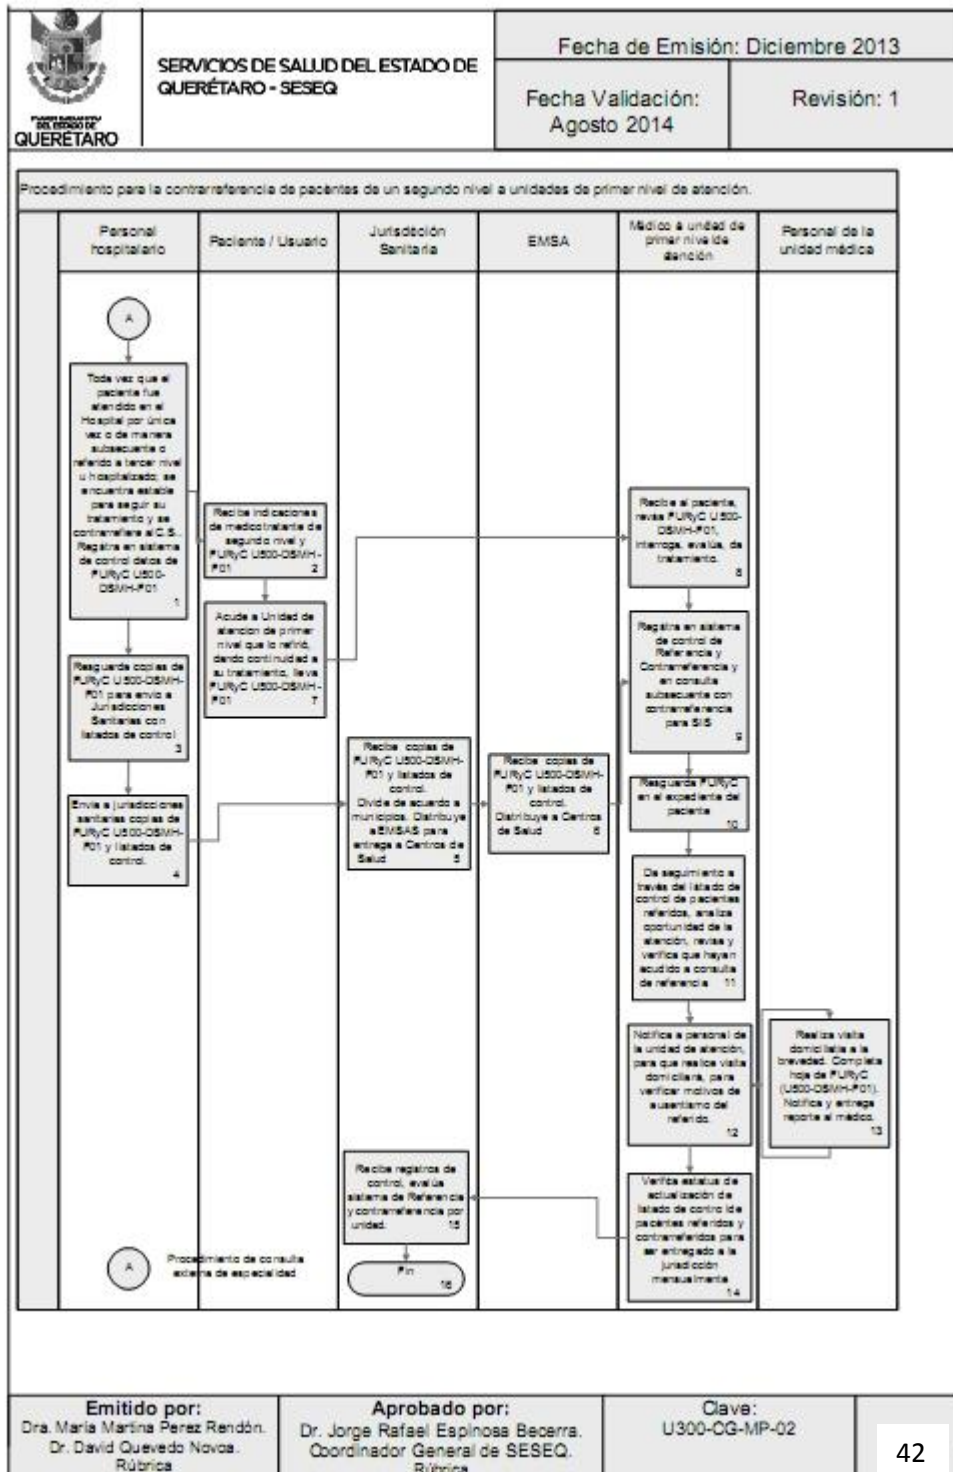 SERVICIOS DE SALUD DEL ESTADO DE
QUERÉTARO - SESEQ
Fecha de Emisión: Diciembre 2013
Fecha Validación:
Agosto 2014
Revisión: 1
DEL ESTADO DE
QUERÉTARO
Procedimiento para la contrarreferencia de pacientes de un segundo nivel a unidades de primer nivel de atención.
Personal
hospitalario
Paciente / Usuario
Jurisdicción
Sanitaria
EMSA
Médico a unidad de
primer nivel de
atención
Personal de la
unidad médica
A
Toda vez que el
paciente fue
atendido en el
Hospital por única
vez o de manera
subsecuente o
referido a tercer nivel
u hospitalizado; se
encuentra estable
para seguir su
tratamiento y se
contrarrefiere al C.S..
Registra en sistema
de control datos de
FURyC U500-
DSMH-F01
1
Recibe indicaciones
de medico tratante de
segundo nivel y
FURyC U500-DSMH-
F01 2
Acude a Unidad de
atencion de primer
nivel que lo refirió,
dando continuidad a
su tratamiento, lleva
FURyC U500-DSMH-
F01 7
Resguarda copias de
FURyC U500-DSMH-
F01 para envio a
Jurisdicciones
Sanitarias con
listados de control
3
Envia a jurisdicciones
sanitarias copias de
FURyC U500-DSMH-
F01 y listados de
control.
4
Recibe copias de
FURyC U500-DSMH-
F01 y listados de
control.
Divide de acuerdo a
municipios. Distribuye
a EMSAS para
entrega a Centros de
Salud 5
Recibe copias de
FURyC U500-DSMH-
F01 y listados de
control.
Distribuye a Centros
de Salud 6
Recibe al paciente,
revisa FURyC U500-
DSMH-F01,
interroga, evalúa, da
tratamiento.
8
Registra en sistema
de control de
Referencia y
Contrarreferencia y
en consulta
subsecuente con
contrarreferencia
para SIS
9
Resguarda FURyC
en el expediente del
paciente
10
Da seguimiento a
través del listado de
control de pacientes
referidos, analiza
oportunidad de la
atención, revisa y
verifica que hayan
acudido a consulta
de referencia 11
Notifica a personal de
la unidad de atención,
para que realice visita
domiciliaria, para
verificar motivos de
ausentismo del
referido.
12
Realiza visita
domiciliaria a la
brevedad. Completa
hoja de FURyC
(U500-DSMH-F01).
Notifica y entrega
reporte al médico.
13
Verifica estatus de
actualización de
listado de control de
pacientes referidos y
contrarreferidos para
ser entregado a la
jurisdicción
mensualmente
14
Recibe registros de
control, evalúa
sistema de Referencia
y contrarreferencia por
unidad. 15
Fin
16
A
Procedimiento de consulta
externa de especialidad
Emitido por:
Dra. María Martina Perez Rendón.
Dr. David Quevedo Novoa.
Rúbrica
Aprobado por:
Dr. Jorge Rafael Espinosa Becerra.
Coordinador General de SESEQ.
Rúbrica
Clave:
U300-CG-MP-02
42